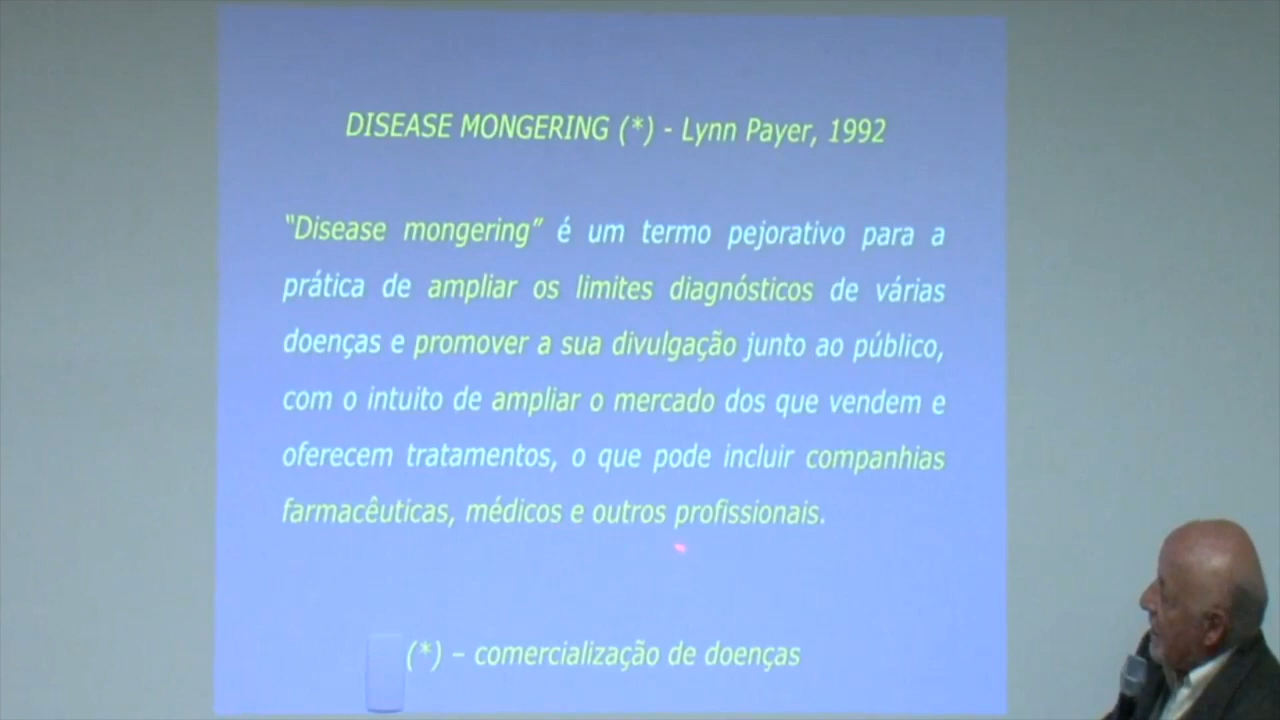 DISEASE MONGERING (*) - Lynn Payer, 1992
“Disease mongering” é um termo pejorativo para a
prática de ampliar os limites diagnósticos de várias
doenças e promover a sua divulgação junto ao público,
com o intuito de ampliar o mercado dos que vendem e
oferecem tratamentos, o que pode incluir companhias
farmacêuticas, médicos e outros profissionais.
(*) – comercialização de doenças